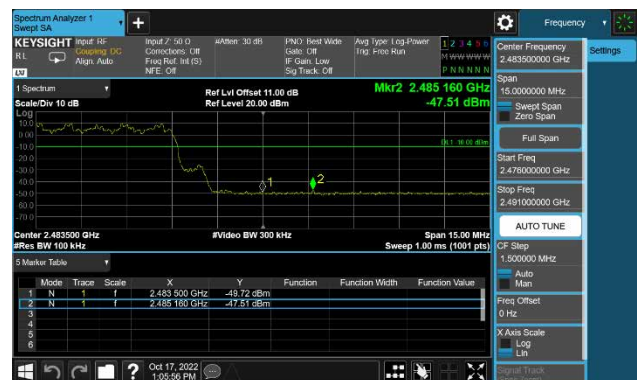 Spectrum Analyzer 1
Swept SA
Frequency
KEYSIGHT
RL
Input: RF
Coupling: DC
Align: Auto
Input Z: 50 Ω
Corrections: Off
Freq Ref: Int (S)
NFE: Off
#Atten: 30 dB
PNO: Best Wide
Gate: Off
IF Gain: Low
Sig Track: Off
Avg Type: Log-Power
Trig: Free Run
1 2 3 4 5 6
M W W W W W
P N N N N N
LXI
1 Spectrum
Scale/Div 10 dB
Ref Lvl Offset 11.00 dB
Ref Level 20.00 dBm
Mkr2 2.485 160 GHz
-47.51 dBm
Log
10.0
0.00
-10.0
-20.0
-30.0
-40.0
-50.0
-60.0
-70.0
1
2
Center 2.483500 GHz
#Video BW 300 kHz
Span 15.00 MHz
#Res BW 100 kHz
Sweep 1.00 ms (1001 pts)
5 Marker Table
Mode Trace Scale X Y Function Function Width Function Value
1 N 1 f 2.483 500 GHz -49.72 dBm
2 N 1 f 2.485 160 GHz -47.51 dBm
3
4
5
6
Oct 17, 2022
1:05:56 PM
Center Frequency
2.483500000 GHz
Settings
Span
15.0000000 MHz
Swept Span
Zero Span
Full Span
Start Freq
2.476000000 GHz
Stop Freq
2.491000000 GHz
AUTO TUNE
CF Step
1.500000 MHz
Auto
Man
Freq Offset
0 Hz
X Axis Scale
Log
Lin
Signal Track